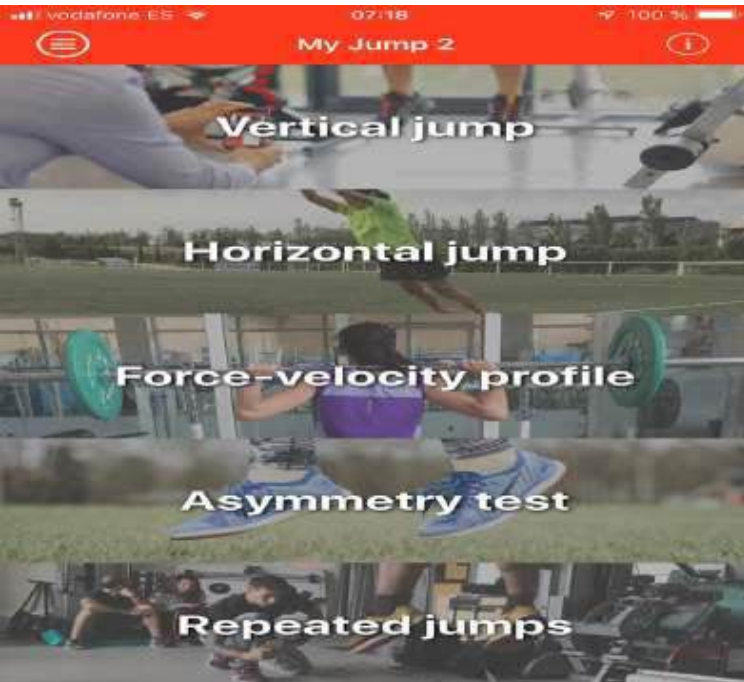 vodafone ES 07:18 100 %
My Jump 2
Vertical jump
Horizontal jump
Force-velocity profile
Asymmetry test
Repeated jumps